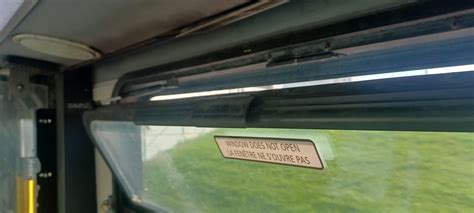 WINDOW DOES NOT OPEN
LA FENÊTRE NE S'OUVRE PAS